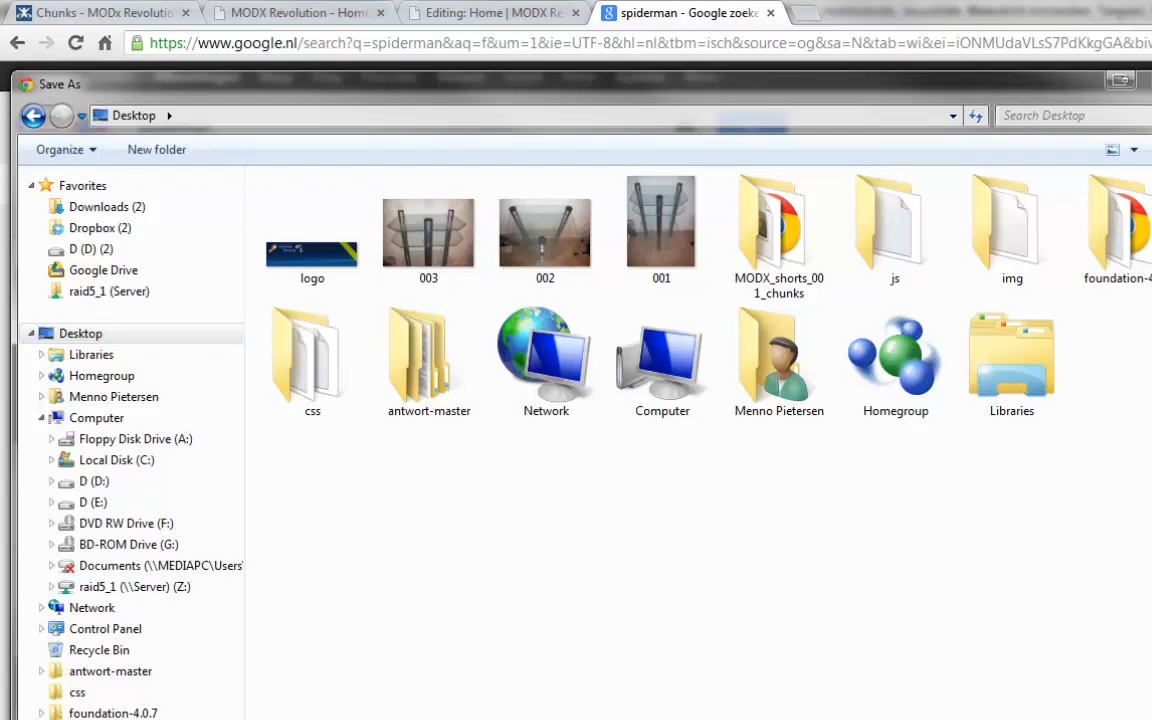 Chunks - MODx Revolutio
MODX Revolution - Hom
Editing: Home | MODX Re
spiderman - Google zoeke
https://www.google.nl/search?q=spiderman&aq=f&um=1&ie=UTF-8&hl=nl&tbm=isch&source=og&sa=N&tab=wi&ei=iONMUdaVLsS7PdKkgGA&biv
Save As
Desktop
Search Desktop
Organize
New folder
Favorites
Downloads (2)
Dropbox (2)
D (D) (2)
Google Drive
raid5_1 (Server)
Desktop
Libraries
Homegroup
Menno Pietersen
Computer
Floppy Disk Drive (A:)
Local Disk (C:)
D (D:)
D (E:)
DVD RW Drive (F:)
BD-ROM Drive (G:)
Documents (\\MEDIAPC\Users'
raid5_1 (\\Server) (Z:)
Network
Control Panel
Recycle Bin
antwort-master
css
foundation-4.0.7
logo
003
002
001
MODX_shorts_00
1_chunks
js
img
foundation-4
css
antwort-master
Network
Computer
Menno Pietersen
Homegroup
Libraries